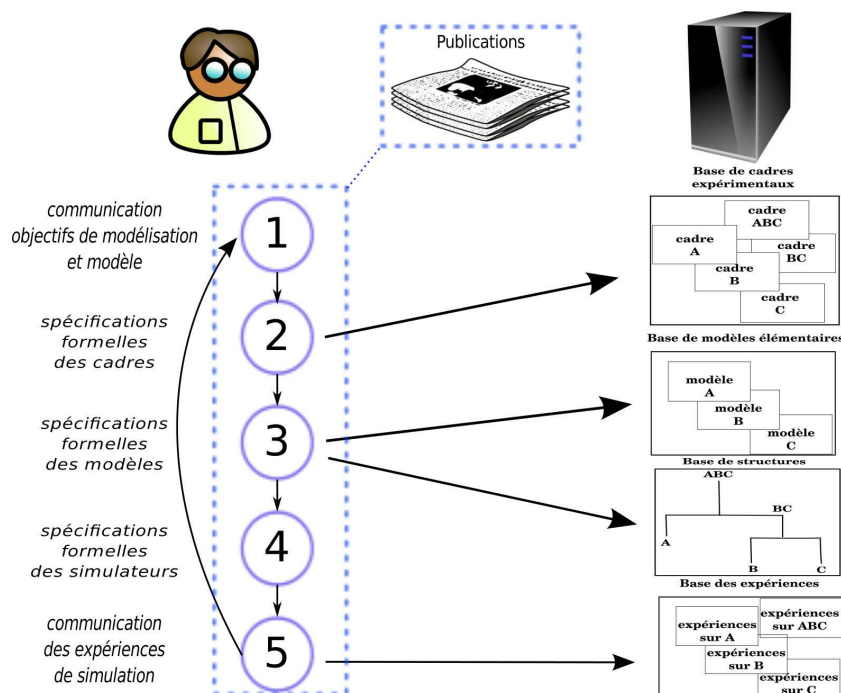 Publications
Base de cadres
expérimentaux
communication
objectifs de modélisation
et modèle
1
cadre
ABC
cadre
A
cadre
BC
cadre
B
cadre
C
spécifications
formelles
des cadres
2
Base de modèles élémentaires
modèle
A
modèle
B
modèle
C
spécifications
formelles
des modèles
3
Base de structures
ABC
BC
A
B
C
spécifications
formelles
des simulateurs
4
Base des expériences
communication
des expériences
de simulation
5
expériences
sur ABC
expériences
sur A
expériences
sur B
expériences
sur C